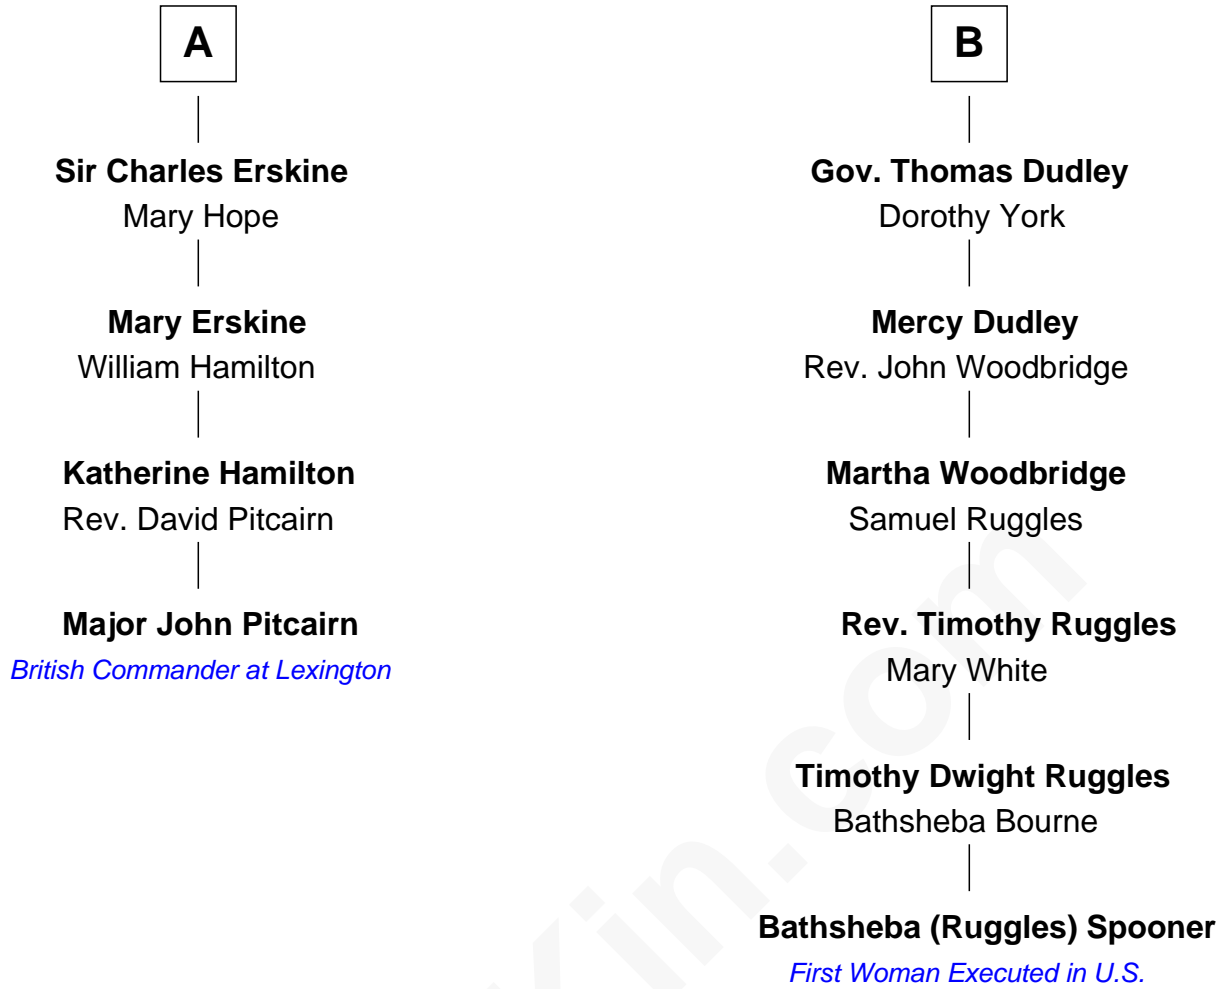 A
Sir Charles Erskine
Mary Hope
Mary Erskine
William Hamilton
Katherine Hamilton
Rev. David Pitcairn
Major John Pitcairn
British Commander at Lexington
B
Gov. Thomas Dudley
Dorothy York
Mercy Dudley
Rev. John Woodbridge
Martha Woodbridge
Samuel Ruggles
Rev. Timothy Ruggles
Mary White
Timothy Dwight Ruggles
Bathsheba Bourne
Bathsheba (Ruggles) Spooner
First Woman Executed in U.S.
Kin.com